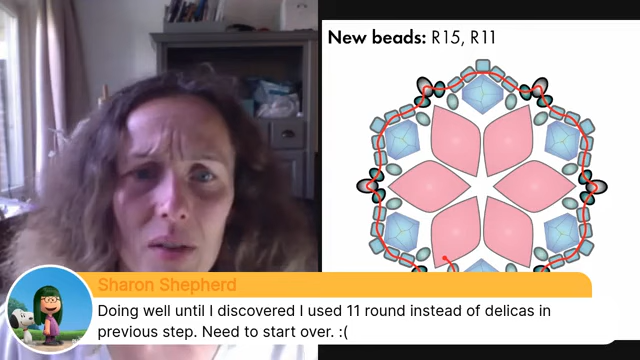 New beads: R15, R11
Sharon Shepherd
Doing well until I discovered I used 11 round instead of delicas in
previous step. Need to start over. :(